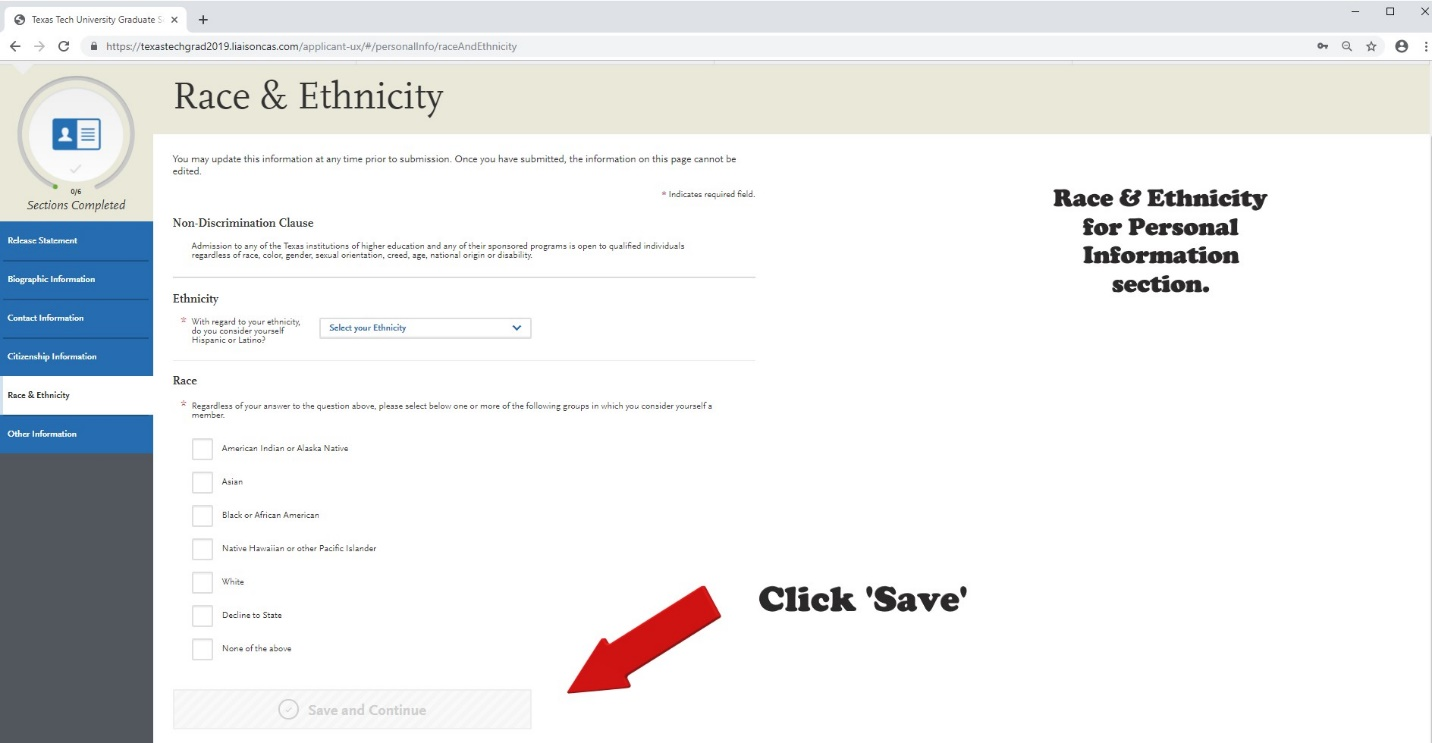 Texas Tech University Graduate S
https://texastechgrad2019.liaisoncas.com/applicant-ux/#/personalInfo/raceAndEthnicity
0/6
Sections Completed
Release Statement
Biographic Information
Contact Information
Citizenship Information
Race & Ethnicity
Other Information
Race & Ethnicity
You may update this information at any time prior to submission. Once you have submitted, the information on this page cannot be
edited.
* Indicates required field.
Non-Discrimination Clause
Admission to any of the Texas institutions of higher education and any of their sponsored programs is open to qualified individuals
regardless of race, color, gender, sexual orientation, creed, age, national origin or disability.
Ethnicity
* With regard to your ethnicity,
do you consider yourself
Hispanic or Latino?
Select your Ethnicity
Race
* Regardless of your answer to the question above, please select below one or more of the following groups in which you consider yourself a
member.
American Indian or Alaska Native
Asian
Black or African American
Native Hawaiian or other Pacific Islander
White
Decline to State
None of the above
Save and Continue
Race & Ethnicity
for Personal
Information
section.
Click 'Save'